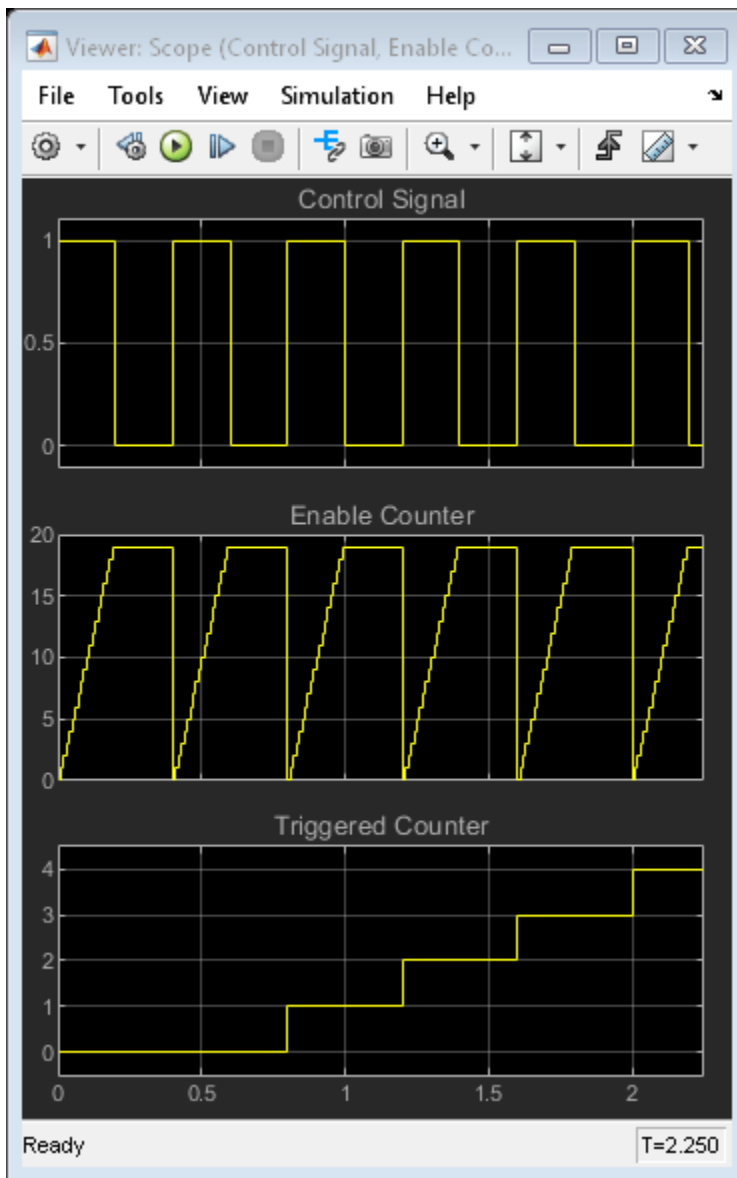 Viewer: Scope (Control Signal, Enable Co...
File Tools View Simulation Help
Control Signal
1
0.5
0
Enable Counter
20
15
10
5
0
Triggered Counter
4
3
2
1
0
0 0.5 1 1.5 2
Ready T=2.250